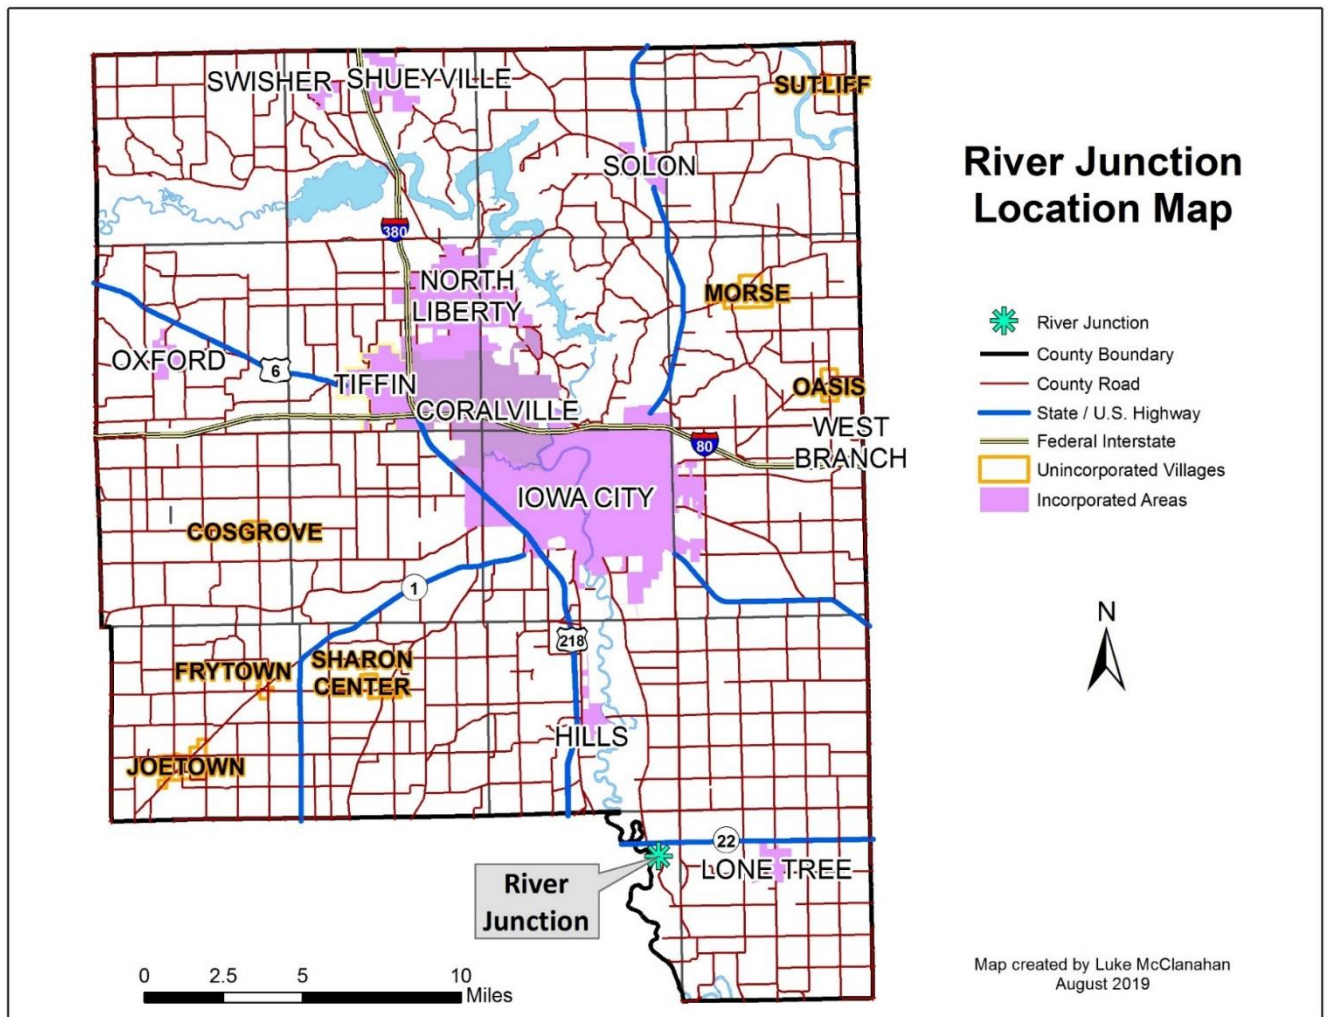 River Junction
Location Map
SWISHER
SHUEYVILLE
SUTLIFF
SOLON
380
NORTH
LIBERTY
MORSE
OXFORD
6
TIFFIN
OASIS
CORALVILLE
WEST
BRANCH
80
IOWA CITY
COSGROVE
1
218
FRYTOWN
SHARON
CENTER
HILLS
JOETOWN
22
LONE TREE
River
Junction
River Junction
County Boundary
County Road
State / U.S. Highway
Federal Interstate
Unincorporated Villages
Incorporated Areas
N
0 2.5 5 10
Miles
Map created by Luke McClanahan
August 2019